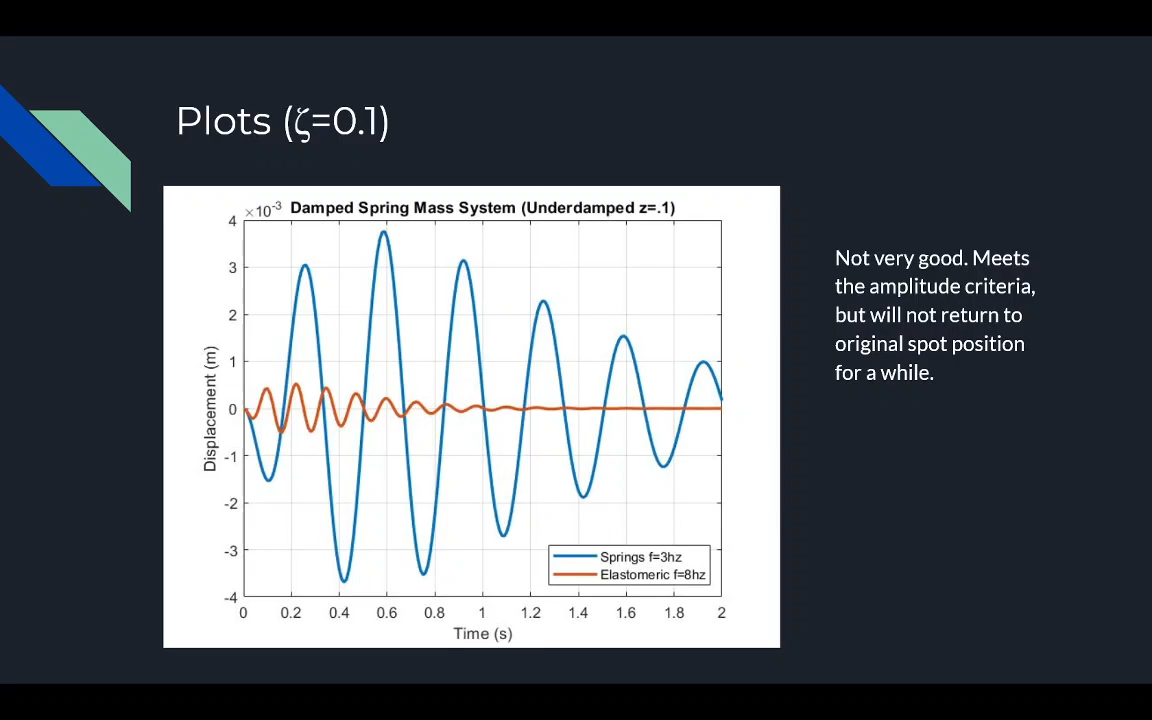 Plots (ζ=0.1)
×10⁻³ Damped Spring Mass System (Underdamped z=.1)
4
3
2
1
0
-1
-2
-3
-4
Displacement (m)
0 0.2 0.4 0.6 0.8 1 1.2 1.4 1.6 1.8 2
Time (s)
Springs f=3hz
Elastomeric f=8hz
Not very good. Meets
the amplitude criteria,
but will not return to
original spot position
for a while.